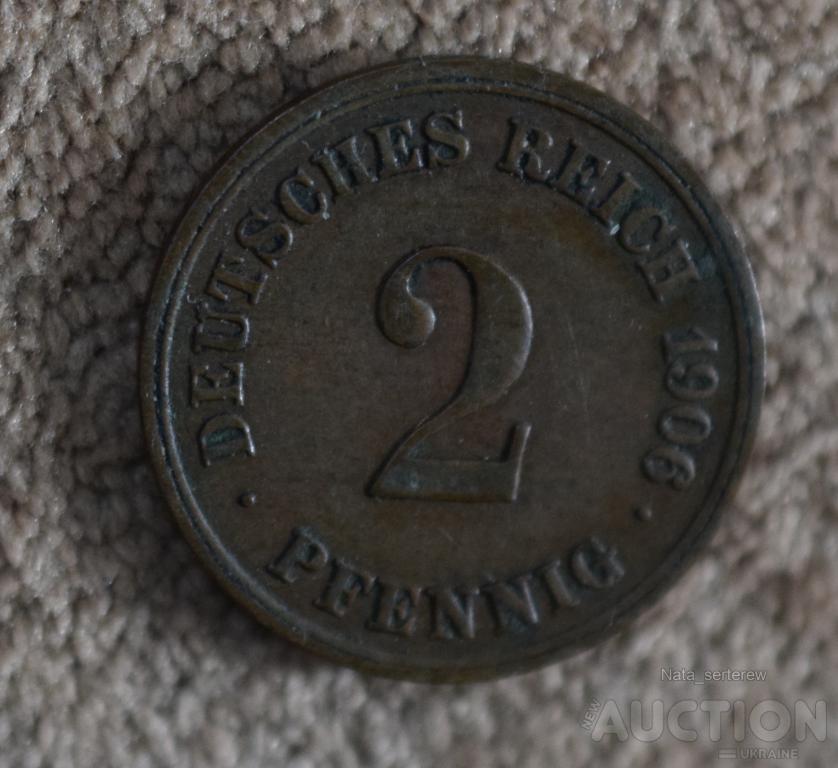 DEUTSCHES REICH 1906
2
PFENNIG
Nata_serterew
NEW AUCTION
UKRAINE